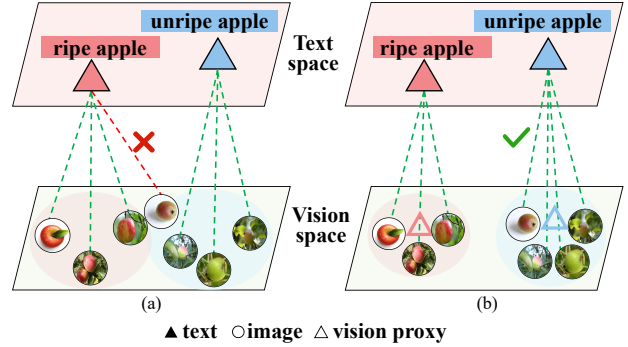 unripe apple
ripe apple
Text
space
unripe apple
ripe apple
Vision
space
(a)
(b)
text
image
vision proxy